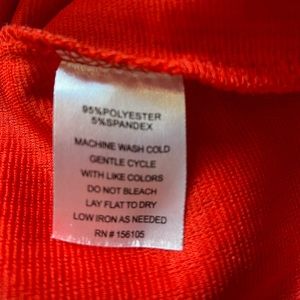 95%POLYESTER
5%SPANDEX
MACHINE WASH COLD
GENTLE CYCLE
WITH LIKE COLORS
DO NOT BLEACH
LAY FLAT TO DRY
LOW IRON AS NEEDED
RN # 156105